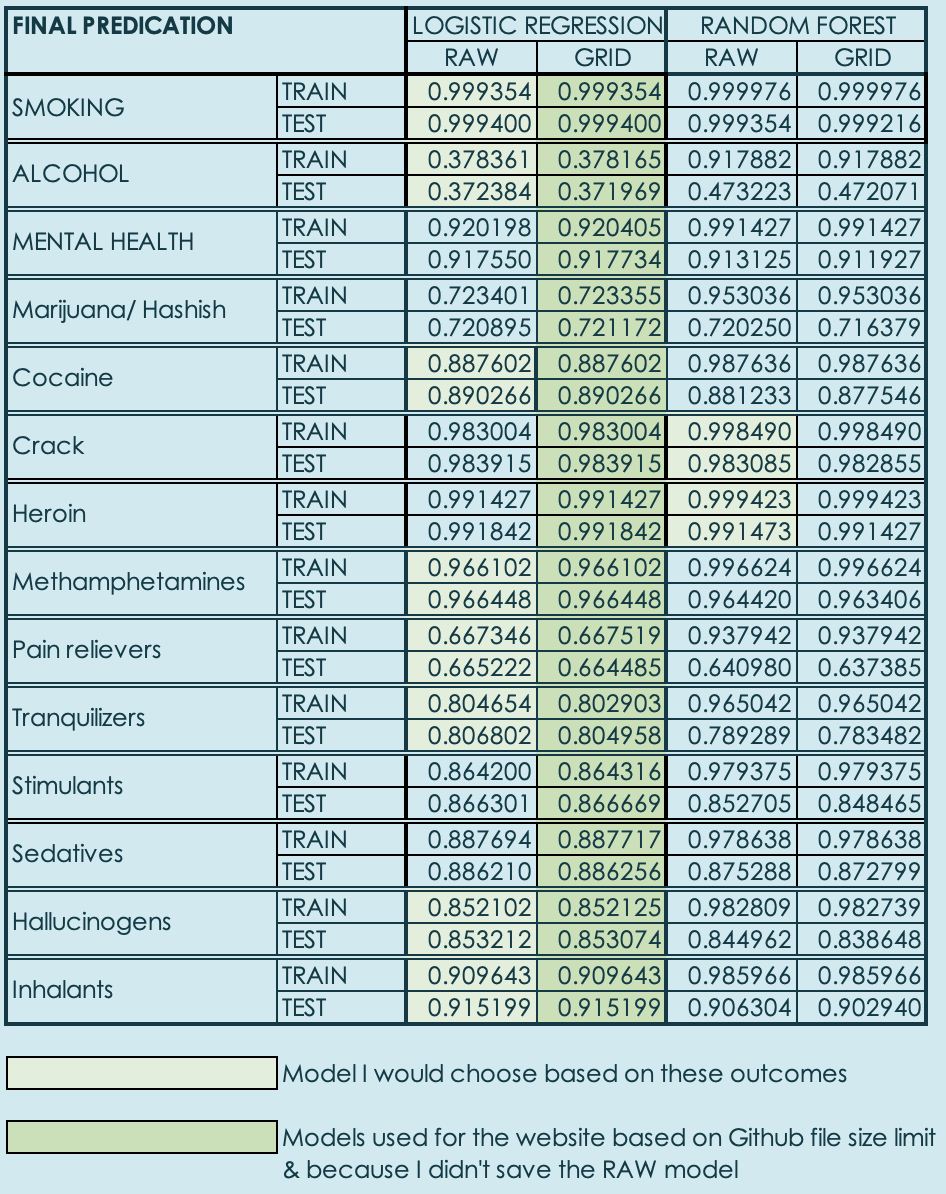 FINAL PREDICATION LOGISTIC REGRESSION RANDOM FOREST
RAW GRID RAW GRID
SMOKING TRAIN 0.999354 0.999354 0.999976 0.999976
TEST 0.999400 0.999400 0.999354 0.999216
ALCOHOL TRAIN 0.378361 0.378165 0.917882 0.917882
TEST 0.372384 0.371969 0.473223 0.472071
MENTAL HEALTH TRAIN 0.920198 0.920405 0.991427 0.991427
TEST 0.917550 0.917734 0.913125 0.911927
Marijuana/ Hashish TRAIN 0.723401 0.723355 0.953036 0.953036
TEST 0.720895 0.721172 0.720250 0.716379
Cocaine TRAIN 0.887602 0.887602 0.987636 0.987636
TEST 0.890266 0.890266 0.881233 0.877546
Crack TRAIN 0.983004 0.983004 0.998490 0.998490
TEST 0.983915 0.983915 0.983085 0.982855
Heroin TRAIN 0.991427 0.991427 0.999423 0.999423
TEST 0.991842 0.991842 0.991473 0.991427
Methamphetamines TRAIN 0.966102 0.966102 0.996624 0.996624
TEST 0.966448 0.966448 0.964420 0.963406
Pain relievers TRAIN 0.667346 0.667519 0.937942 0.937942
TEST 0.665222 0.664485 0.640980 0.637385
Tranquilizers TRAIN 0.804654 0.802903 0.965042 0.965042
TEST 0.806802 0.804958 0.789289 0.783482
Stimulants TRAIN 0.864200 0.864316 0.979375 0.979375
TEST 0.866301 0.866669 0.852705 0.848465
Sedatives TRAIN 0.887694 0.887717 0.978638 0.978638
TEST 0.886210 0.886256 0.875288 0.872799
Hallucinogens TRAIN 0.852102 0.852125 0.982809 0.982739
TEST 0.853212 0.853074 0.844962 0.838648
Inhalants TRAIN 0.909643 0.909643 0.985966 0.985966
TEST 0.915199 0.915199 0.906304 0.902940
Model I would choose based on these outcomes
Models used for the website based on Github file size limit
& because I didn't save the RAW model